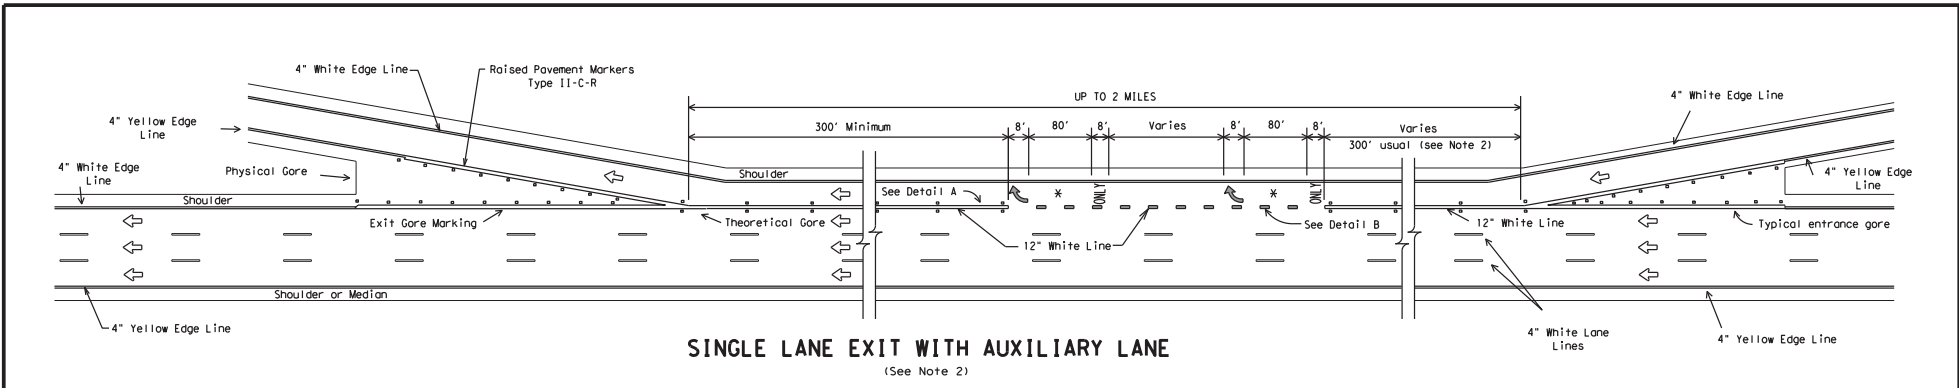 4" White Edge Line
Raised Pavement Markers
Type II-C-R
UP TO 2 MILES
4" White Edge Line
4" Yellow Edge
Line
300' Minimum
8'
80'
8'
Varies
8'
80'
8'
Varies
300' usual (see Note 2)
4" White Edge
Line
Physical Gore
Shoulder
4" Yellow Edge
Line
Shoulder
See Detail A
*
ONLY
*
ONLY
Exit Gore Marking
Theoretical Gore
See Detail B
12" White Line
Typical entrance gore
12" White Line
Shoulder or Median
4" Yellow Edge Line
4" White Lane
Lines
4" Yellow Edge Line
SINGLE LANE EXIT WITH AUXILIARY LANE
(See Note 2)